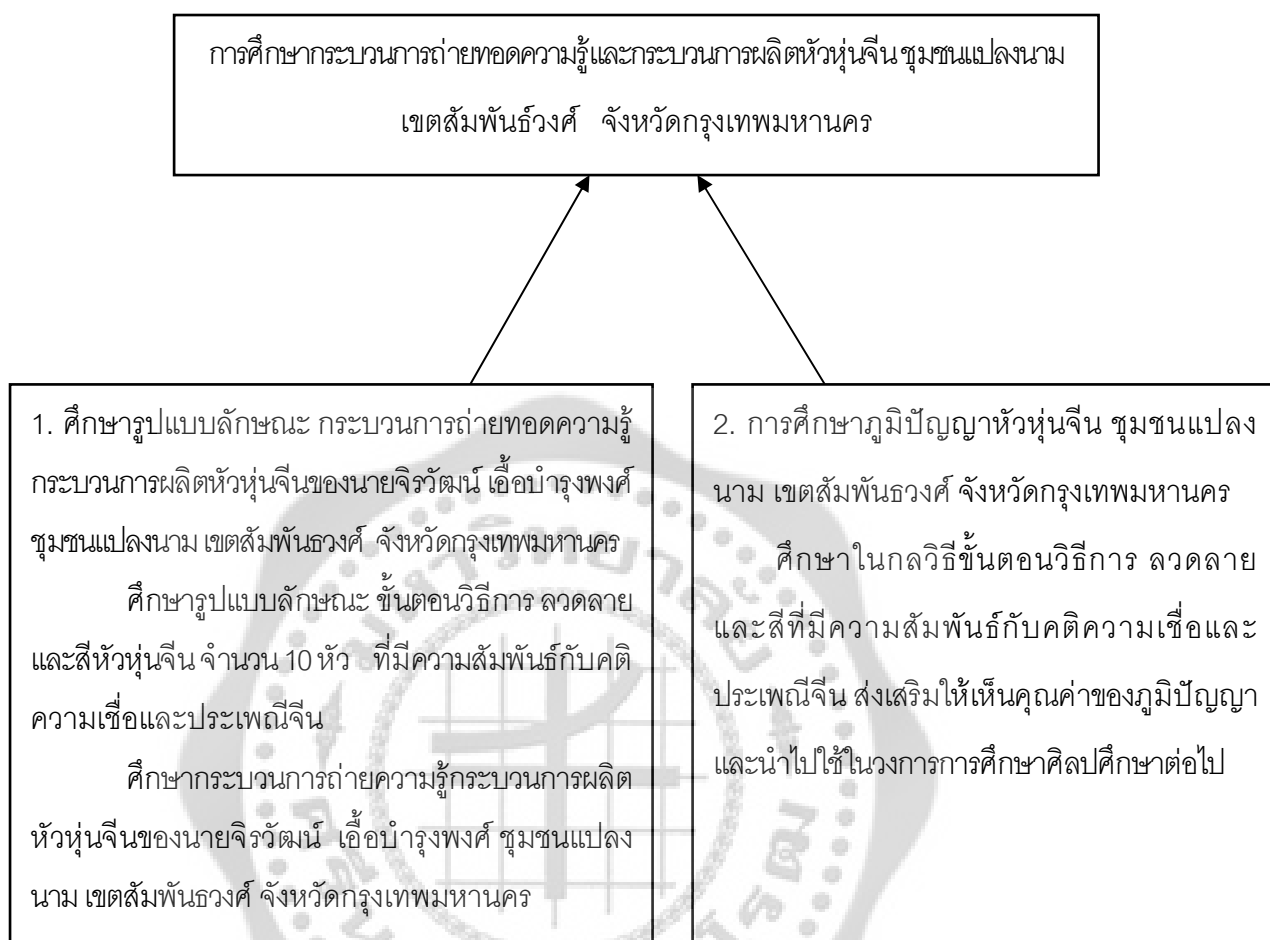 การศึกษากระบวนการถ่ายทอดความรู้และกระบวนการผลิตหัวหุ่นจีน ชุมชนแปลงนาม
เขตสัมพันธ์วงศ์ จังหวัดกรุงเทพมหานคร
1. ศึกษารูปแบบลักษณะ กระบวนการถ่ายทอดความรู้
กระบวนการผลิตหัวหุ่นจีนของนายจิรวัฒน์ เอื้อบำรุงพงศ์
ชุมชนแปลงนาม เขตสัมพันธวงศ์ จังหวัดกรุงเทพมหานคร
ศึกษารูปแบบลักษณะ ขั้นตอนวิธีการ ลวดลาย
และสีหัวหุ่นจีน จำนวน 10 หัว ที่มีความสัมพันธ์กับคติ
ความเชื่อและประเพณีจีน
ศึกษากระบวนการถ่ายความรู้กระบวนการผลิต
หัวหุ่นจีนของนายจิรวัฒน์ เอื้อบำรุงพงศ์ ชุมชนแปลง
นาม เขตสัมพันธวงศ์ จังหวัดกรุงเทพมหานคร
2. การศึกษาภูมิปัญญาหัวหุ่นจีน ชุมชนแปลง
นาม เขตสัมพันธวงศ์ จังหวัดกรุงเทพมหานคร
ศึกษาในกลวิธีขั้นตอนวิธีการ ลวดลาย
และสีที่มีความสัมพันธ์กับคติความเชื่อและ
ประเพณีจีน ส่งเสริมให้เห็นคุณค่าของภูมิปัญญา
และนำไปใช้ในวงการการศึกษาศิลปศึกษาต่อไป